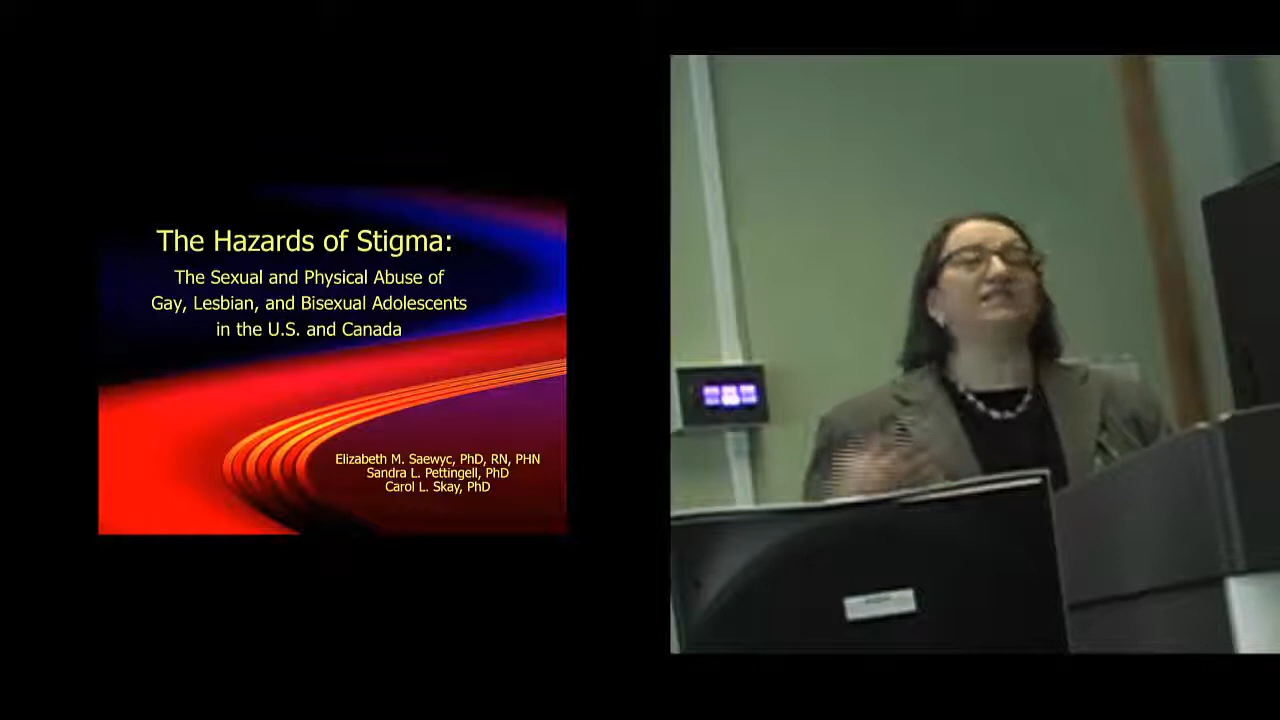 The Hazards of Stigma:
The Sexual and Physical Abuse of
Gay, Lesbian, and Bisexual Adolescents
in the U.S. and Canada
Elizabeth M. Saewyc, PhD, RN, PHN
Sandra L. Pettingell, PhD
Carol L. Skay, PhD